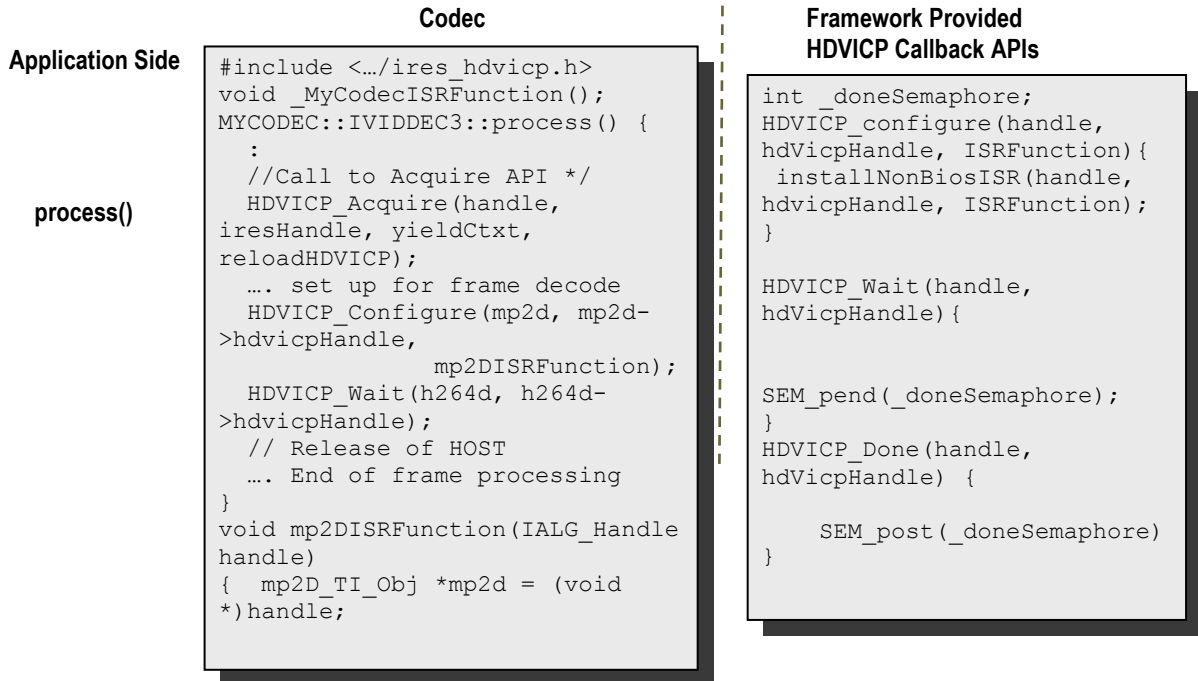 Codec
Framework Provided
HDVICP Callback APIs
Application Side
process()
#include <…/ires_hdvicp.h>
void _MyCodecISRFunction();
MYCODEC::IVIDDEC3::process() {
:
//Call to Acquire API */
HDVICP_Acquire(handle,
iresHandle, yieldCtxt,
reloadHDVICP);
…. set up for frame decode
HDVICP_Configure(mp2d, mp2d-
>hdvicpHandle,
mp2DISRFunction);
HDVICP_Wait(h264d, h264d-
>hdvicpHandle);
// Release of HOST
…. End of frame processing
}
void mp2DISRFunction(IALG_Handle
handle)
{ mp2D_TI_Obj *mp2d = (void
*)handle;
int _doneSemaphore;
HDVICP_configure(handle,
hdVicpHandle, ISRFunction){
installNonBiosISR(handle,
hdvicpHandle, ISRFunction);
}
HDVICP_Wait(handle,
hdVicpHandle){
SEM_pend(_doneSemaphore);
}
HDVICP_Done(handle,
hdVicpHandle) {
SEM_post(_doneSemaphore)
}